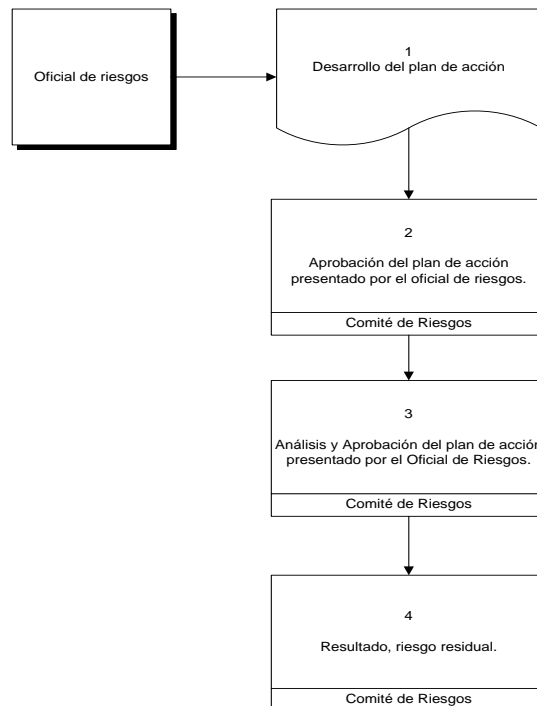 Oficial de riesgos
1
Desarrollo del plan de acción
2
Aprobación del plan de acción
presentado por el oficial de riesgos.
Comité de Riesgos
3
Análisis y Aprobación del plan de acción
presentado por el Oficial de Riesgos.
Comité de Riesgos
4
Resultado, riesgo residual.
Comité de Riesgos